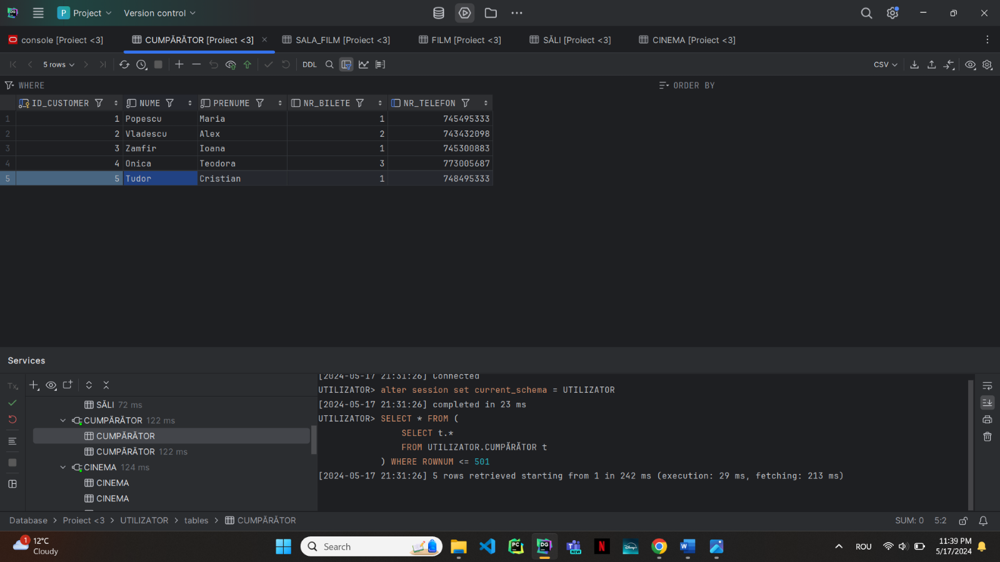 DG P Project Version control
console [Proiect <3] CUMPĂRĂTOR [Proiect <3] SALA_FILM [Proiect <3] FILM [Proiect <3] SĂLI [Proiect <3] CINEMA [Proiect <3]
5 rows DDL CSV
WHERE ORDER BY
ID_CUSTOMER NUME PRENUME NR_BILETE NR_TELEFON
1 1 Popescu Maria 1 745495333
2 2 Vladescu Alex 2 743432098
3 3 Zamfir Ioana 1 745300883
4 4 Onica Teodora 3 773005687
5 5 Tudor Cristian 1 748495333
Services
Tx
SĂLI 72 ms
CUMPĂRĂTOR 122 ms
CUMPĂRĂTOR
CUMPĂRĂTOR 122 ms
CINEMA 124 ms
CINEMA
CINEMA
[2024-05-17 21:31:26] Connected
UTILIZATOR> alter session set current_schema = UTILIZATOR
[2024-05-17 21:31:26] completed in 23 ms
UTILIZATOR> SELECT * FROM (
SELECT t.*
FROM UTILIZATOR.CUMPĂRĂTOR t
) WHERE ROWNUM <= 501
[2024-05-17 21:31:26] 5 rows retrieved starting from 1 in 242 ms (execution: 29 ms, fetching: 213 ms)
Database > Proiect <3 > UTILIZATOR > tables > CUMPĂRĂTOR SUM: 0 5:2
1 12°C
Cloudy
Search
PC DG NEW N Disney+ W
ROU
11:39 PM
5/17/2024